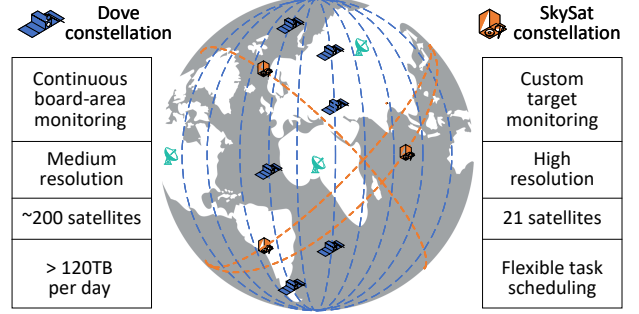 Dove
constellation
Continuous
board-area
monitoring
Medium
resolution
~200 satellites
> 120TB
per day
SkySat
constellation
Custom
target
monitoring
High
resolution
21 satellites
Flexible task
scheduling